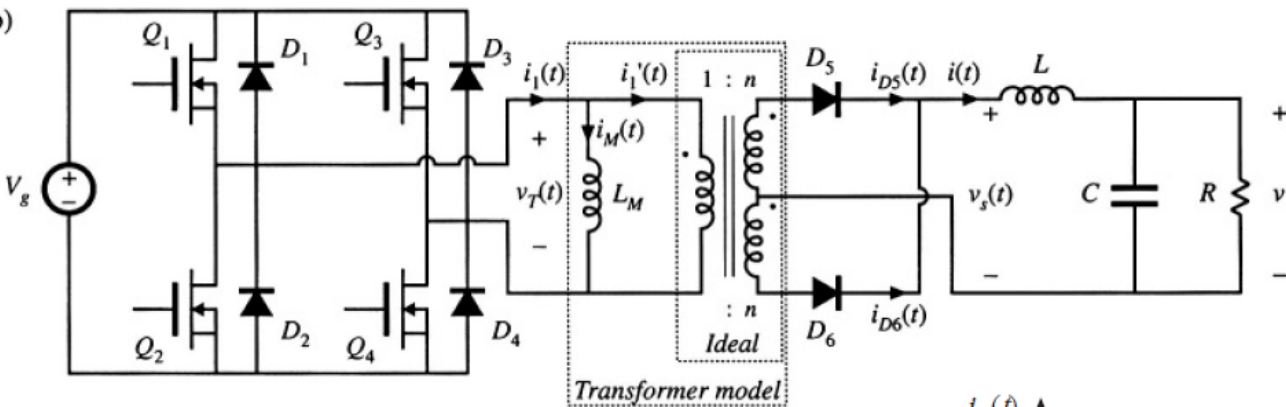 )
Q1 D1 Q3 D3
i1(t) i1'(t) 1 : n D5 iD5(t) i(t) L
+ iM(t) + +
Vg + − vT(t) LM vs(t) C R v
− − −
: n iD6(t)
Q2 D2 Q4 D4 Ideal D6
Transformer model